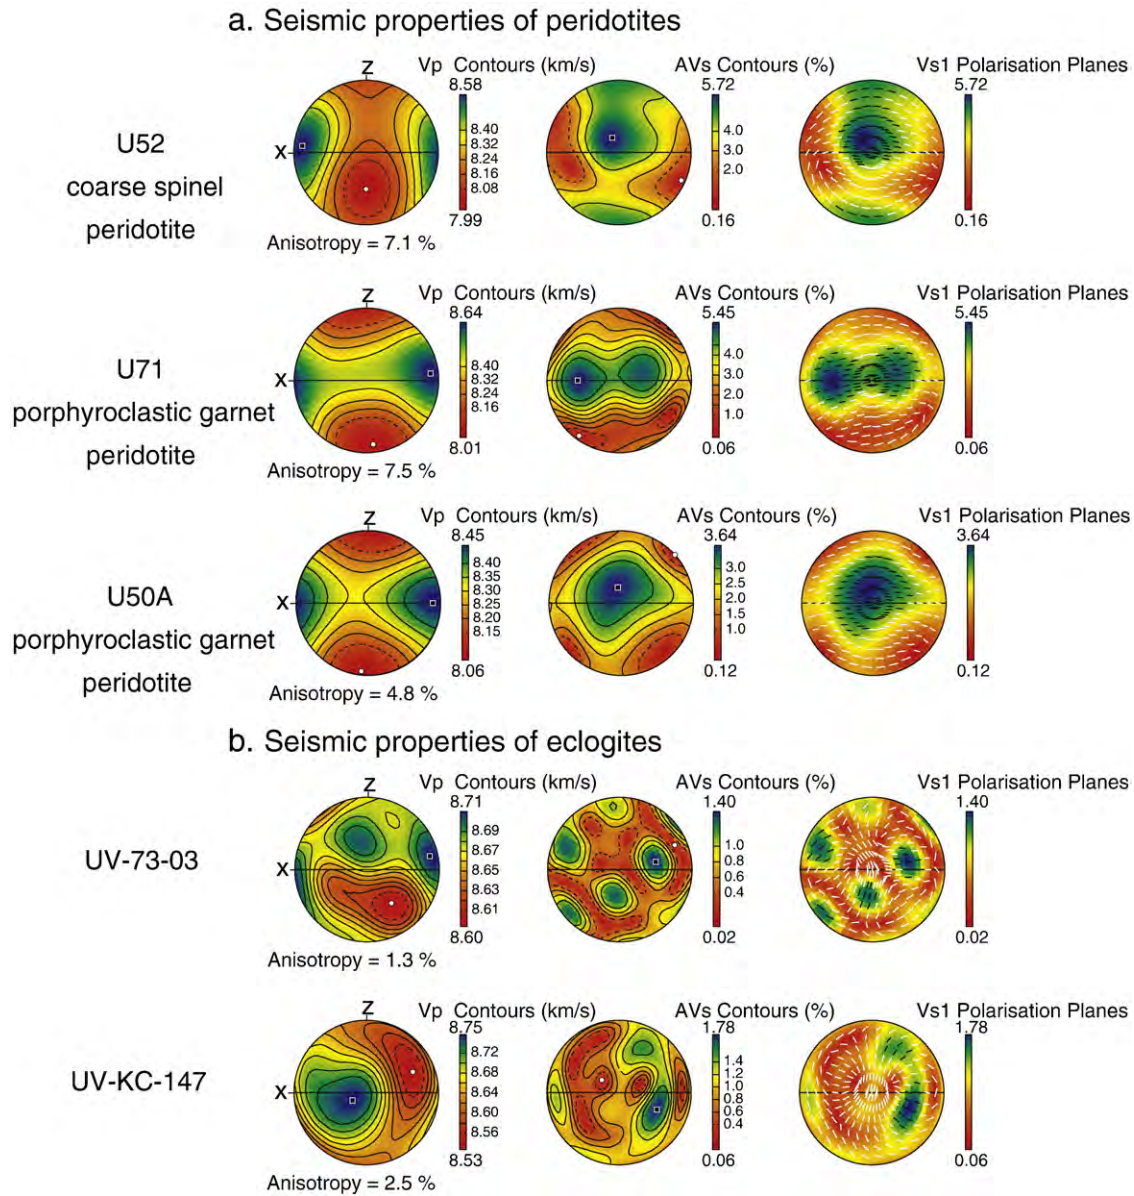 a. Seismic properties of peridotites
U52
coarse spinel
peridotite
Z
X
Vp Contours (km/s)
8.58
8.40
8.32
8.24
8.16
8.08
7.99
Anisotropy = 7.1 %
AVs Contours (%)
5.72
4.0
3.0
2.0
0.16
Vs1 Polarisation Planes
5.72
0.16
U71
porphyroclastic garnet
peridotite
Z
X
Vp Contours (km/s)
8.64
8.40
8.32
8.24
8.16
8.01
Anisotropy = 7.5 %
AVs Contours (%)
5.45
4.0
3.0
2.0
1.0
0.06
Vs1 Polarisation Planes
5.45
0.06
U50A
porphyroclastic garnet
peridotite
Z
X
Vp Contours (km/s)
8.45
8.40
8.35
8.30
8.25
8.20
8.15
8.06
Anisotropy = 4.8 %
AVs Contours (%)
3.64
3.0
2.5
2.0
1.5
1.0
0.12
Vs1 Polarisation Planes
3.64
0.12
b. Seismic properties of eclogites
UV-73-03
Z
X
Vp Contours (km/s)
8.71
8.69
8.67
8.65
8.63
8.61
8.60
Anisotropy = 1.3 %
AVs Contours (%)
1.40
1.0
0.8
0.6
0.4
0.02
Vs1 Polarisation Planes
1.40
0.02
UV-KC-147
Z
X
Vp Contours (km/s)
8.75
8.72
8.68
8.64
8.60
8.56
8.53
Anisotropy = 2.5 %
AVs Contours (%)
1.78
1.4
1.2
1.0
0.8
0.6
0.4
0.06
Vs1 Polarisation Planes
1.78
0.06